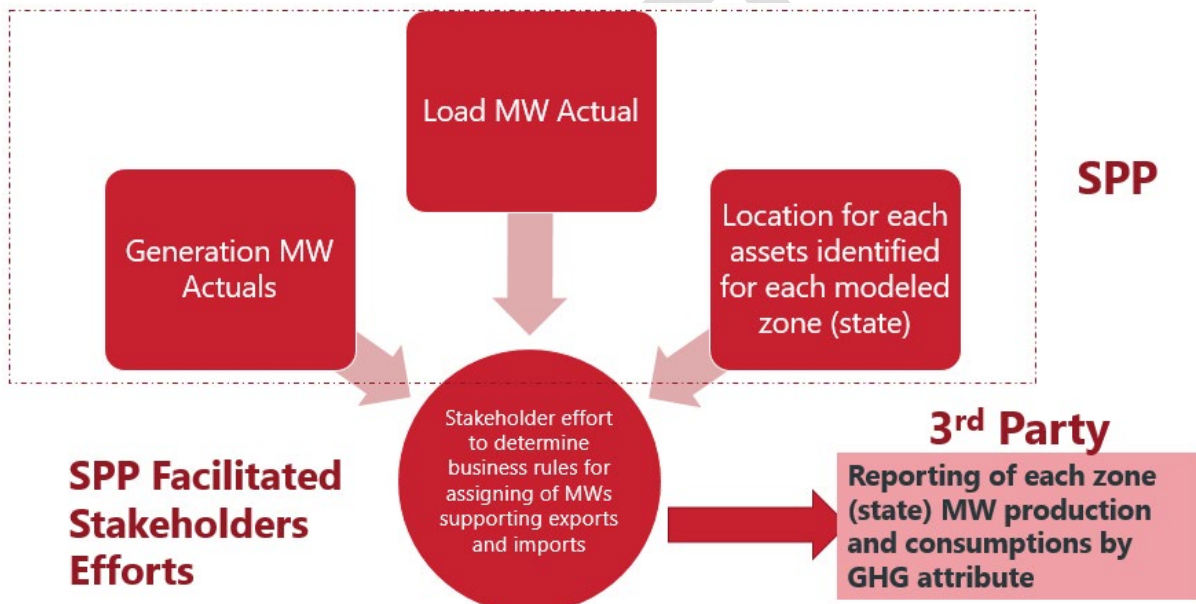 Load MW Actual
Generation MW
Actuals
Location for each
assets identified
for each modeled
zone (state)
SPP
Stakeholder effort
to determine
business rules for
assigning of MWs
supporting exports
and imports
SPP Facilitated
Stakeholders
Efforts
3rd Party
Reporting of each zone
(state) MW production
and consumptions by
GHG attribute